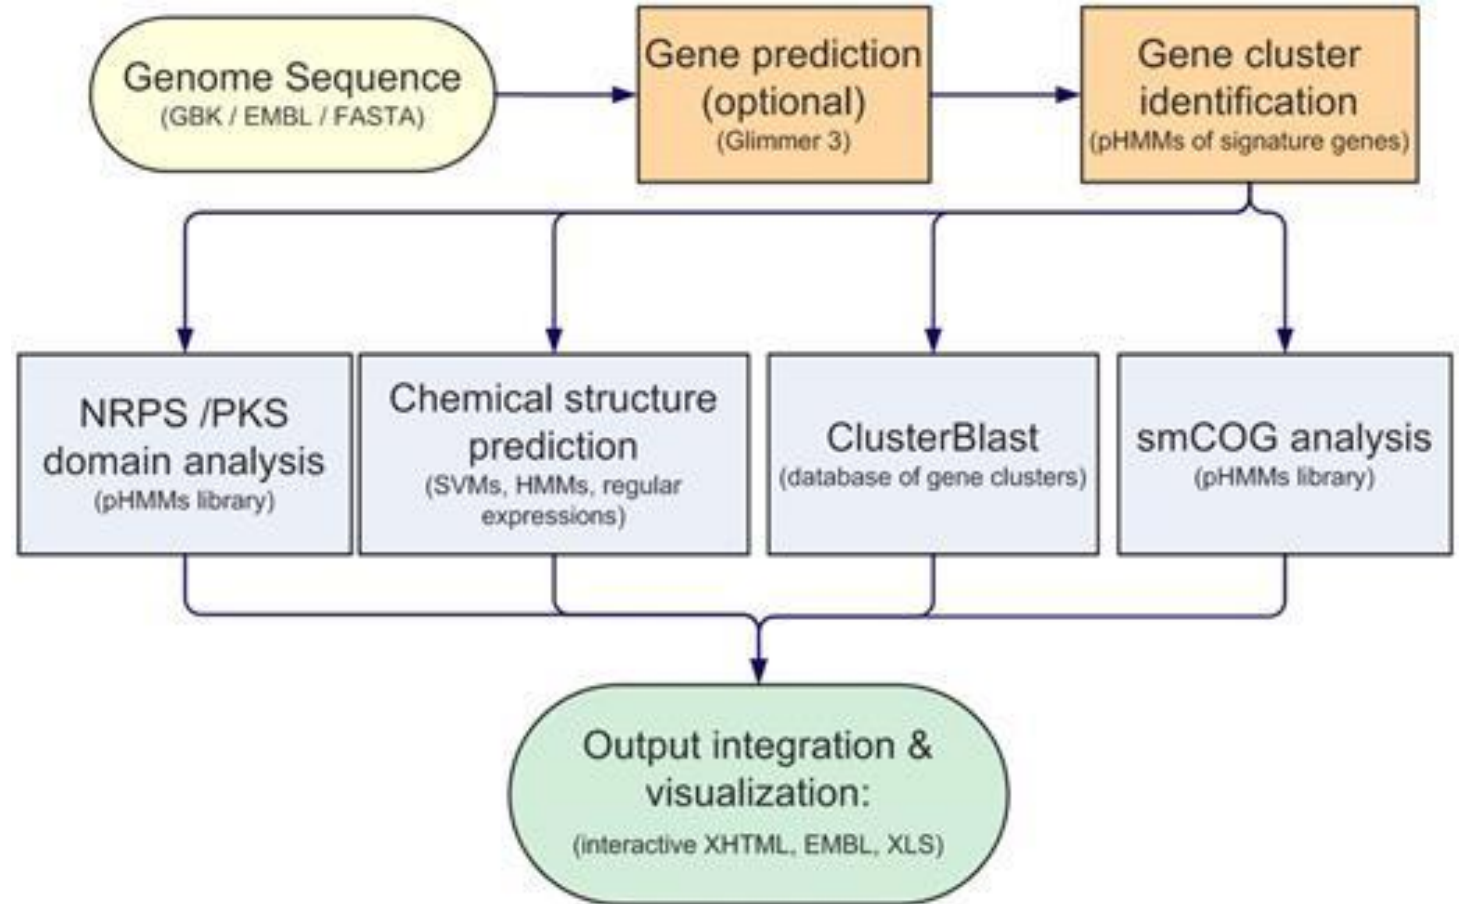 Genome Sequence
(GBK / EMBL / FASTA)
Gene prediction
(optional)
(Glimmer 3)
Gene cluster
identification
(pHMMs of signature genes)
NRPS /PKS
domain analysis
(pHMMs library)
Chemical structure
prediction
(SVMs, HMMs, regular
expressions)
ClusterBlast
(database of gene clusters)
smCOG analysis
(pHMMs library)
Output integration &
visualization:
(interactive XHTML, EMBL, XLS)